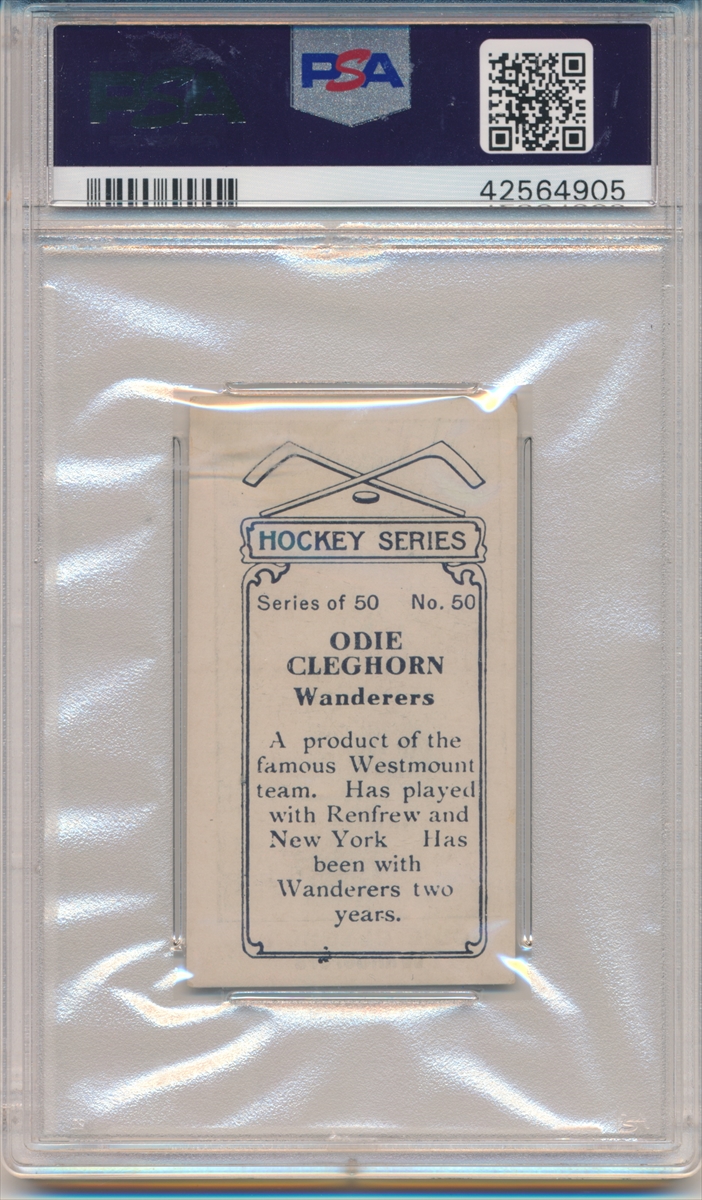 PSA
PSA
42564905
HOCKEY SERIES
Series of 50 No. 50
ODIE
CLEGHORN
Wanderers
A product of the
famous Westmount
team. Has played
with Renfrew and
New York Has
been with
Wanderers two
years.